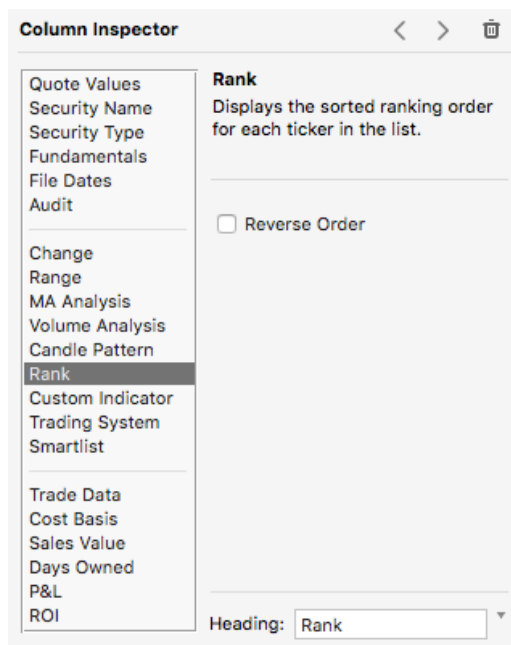 Column Inspector
Quote Values
Security Name
Security Type
Fundamentals
File Dates
Audit
Change
Range
MA Analysis
Volume Analysis
Candle Pattern
Rank
Custom Indicator
Trading System
Smartlist
Trade Data
Cost Basis
Sales Value
Days Owned
P&L
ROI
Rank
Displays the sorted ranking order
for each ticker in the list.
Reverse Order
Heading: Rank